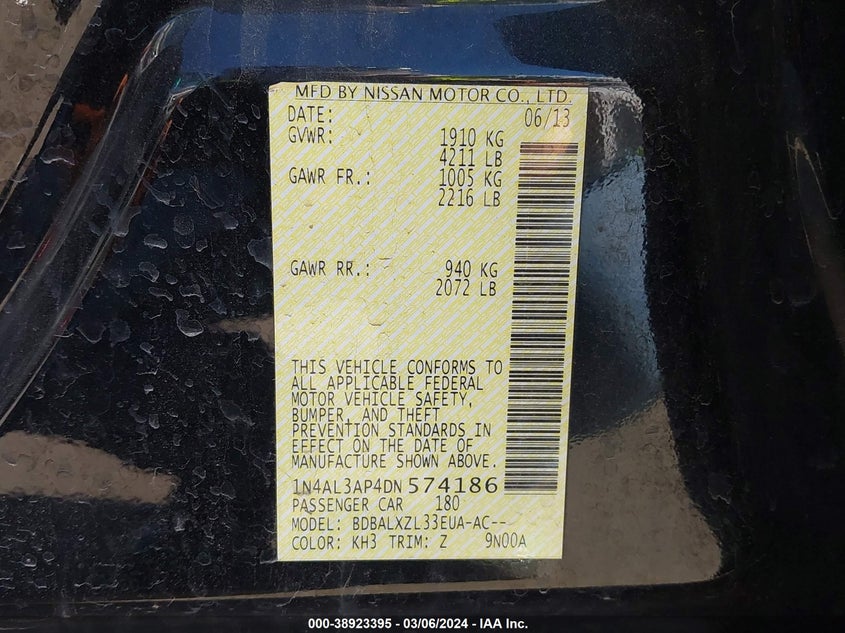 MFD BY NISSAN MOTOR CO., LTD.
DATE: 06/13
GVWR: 1910 KG
4211 LB
GAWR FR.: 1005 KG
2216 LB
GAWR RR.: 940 KG
2072 LB
THIS VEHICLE CONFORMS TO
ALL APPLICABLE FEDERAL
MOTOR VEHICLE SAFETY,
BUMPER, AND THEFT
PREVENTION STANDARDS IN
EFFECT ON THE DATE OF
MANUFACTURE SHOWN ABOVE.
1N4AL3AP4DN574186
PASSENGER CAR 180
MODEL: BDBALXZL33EUA-AC--
COLOR: KH3 TRIM: Z 9N00A
000-38923395 - 03/06/2024 - IAA Inc.